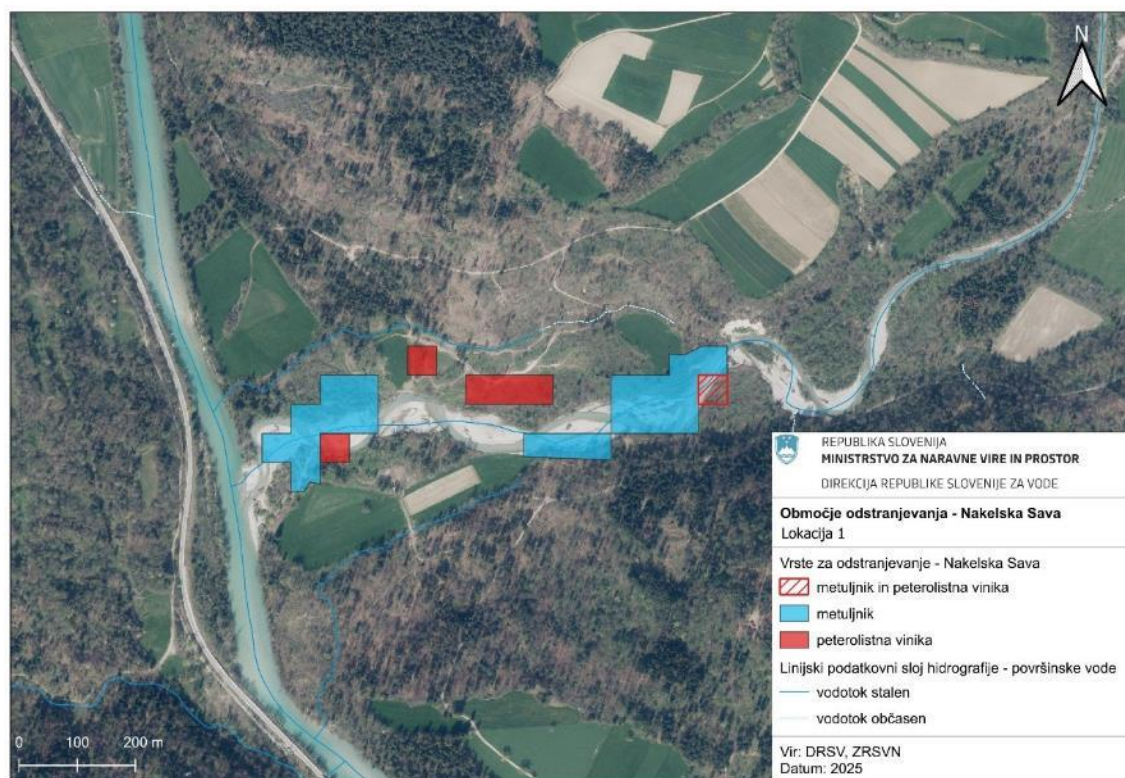 N
REPUBLIKA SLOVENIJA
MINISTRSTVO ZA NARAVNE VIRE IN PROSTOR
DIREKCIJA REPUBLIKE SLOVENIJE ZA VODE
Območje odstranjevanja - Nakelska Sava
Lokacija 1
Vrste za odstranjevanje - Nakelska Sava
metuljnik in peterolistna vinika
metuljnik
peterolistna vinika
Linijski podatkovni sloj hidrografije - površinske vode
vodotok stalen
vodotok občasen
Vir: DRSV, ZRSVN
Datum: 2025
0 100 200 m